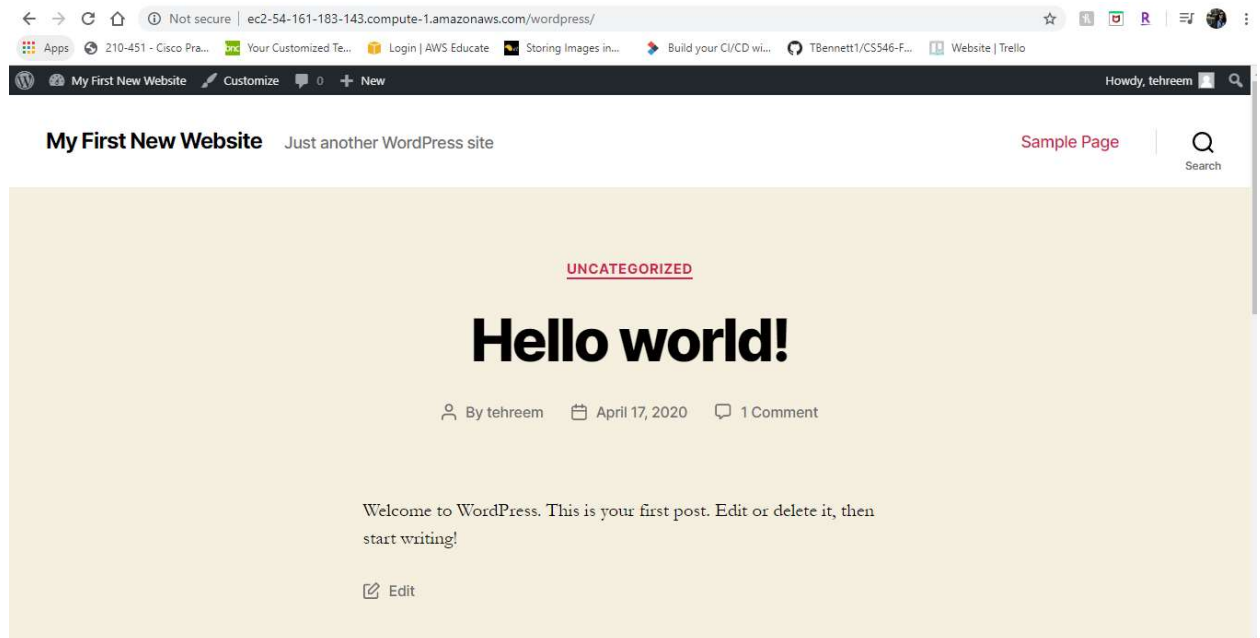 Not secure | ec2-54-161-183-143.compute-1.amazonaws.com/wordpress/
Apps 210-451 - Cisco Pra... Your Customized Te... Login | AWS Educate Storing Images in... Build your CI/CD wi... TBennett1/CS546-F... Website | Trello
My First New Website Customize 0 + New Howdy, tehreem
My First New Website Just another WordPress site Sample Page
Search
UNCATEGORIZED
Hello world!
By tehreem April 17, 2020 1 Comment
Welcome to WordPress. This is your first post. Edit or delete it, then
start writing!
Edit